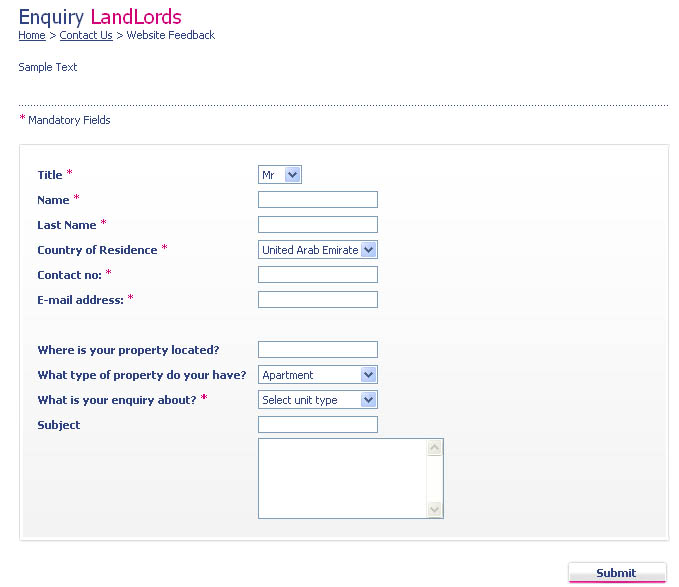 Enquiry LandLords
Home > Contact Us > Website Feedback
Sample Text
* Mandatory Fields
Title * Mr
Name *
Last Name *
Country of Residence * United Arab Emirate
Contact no: *
E-mail address: *
Where is your property located?
What type of property do your have? Apartment
What is your enquiry about? * Select unit type
Subject
Submit